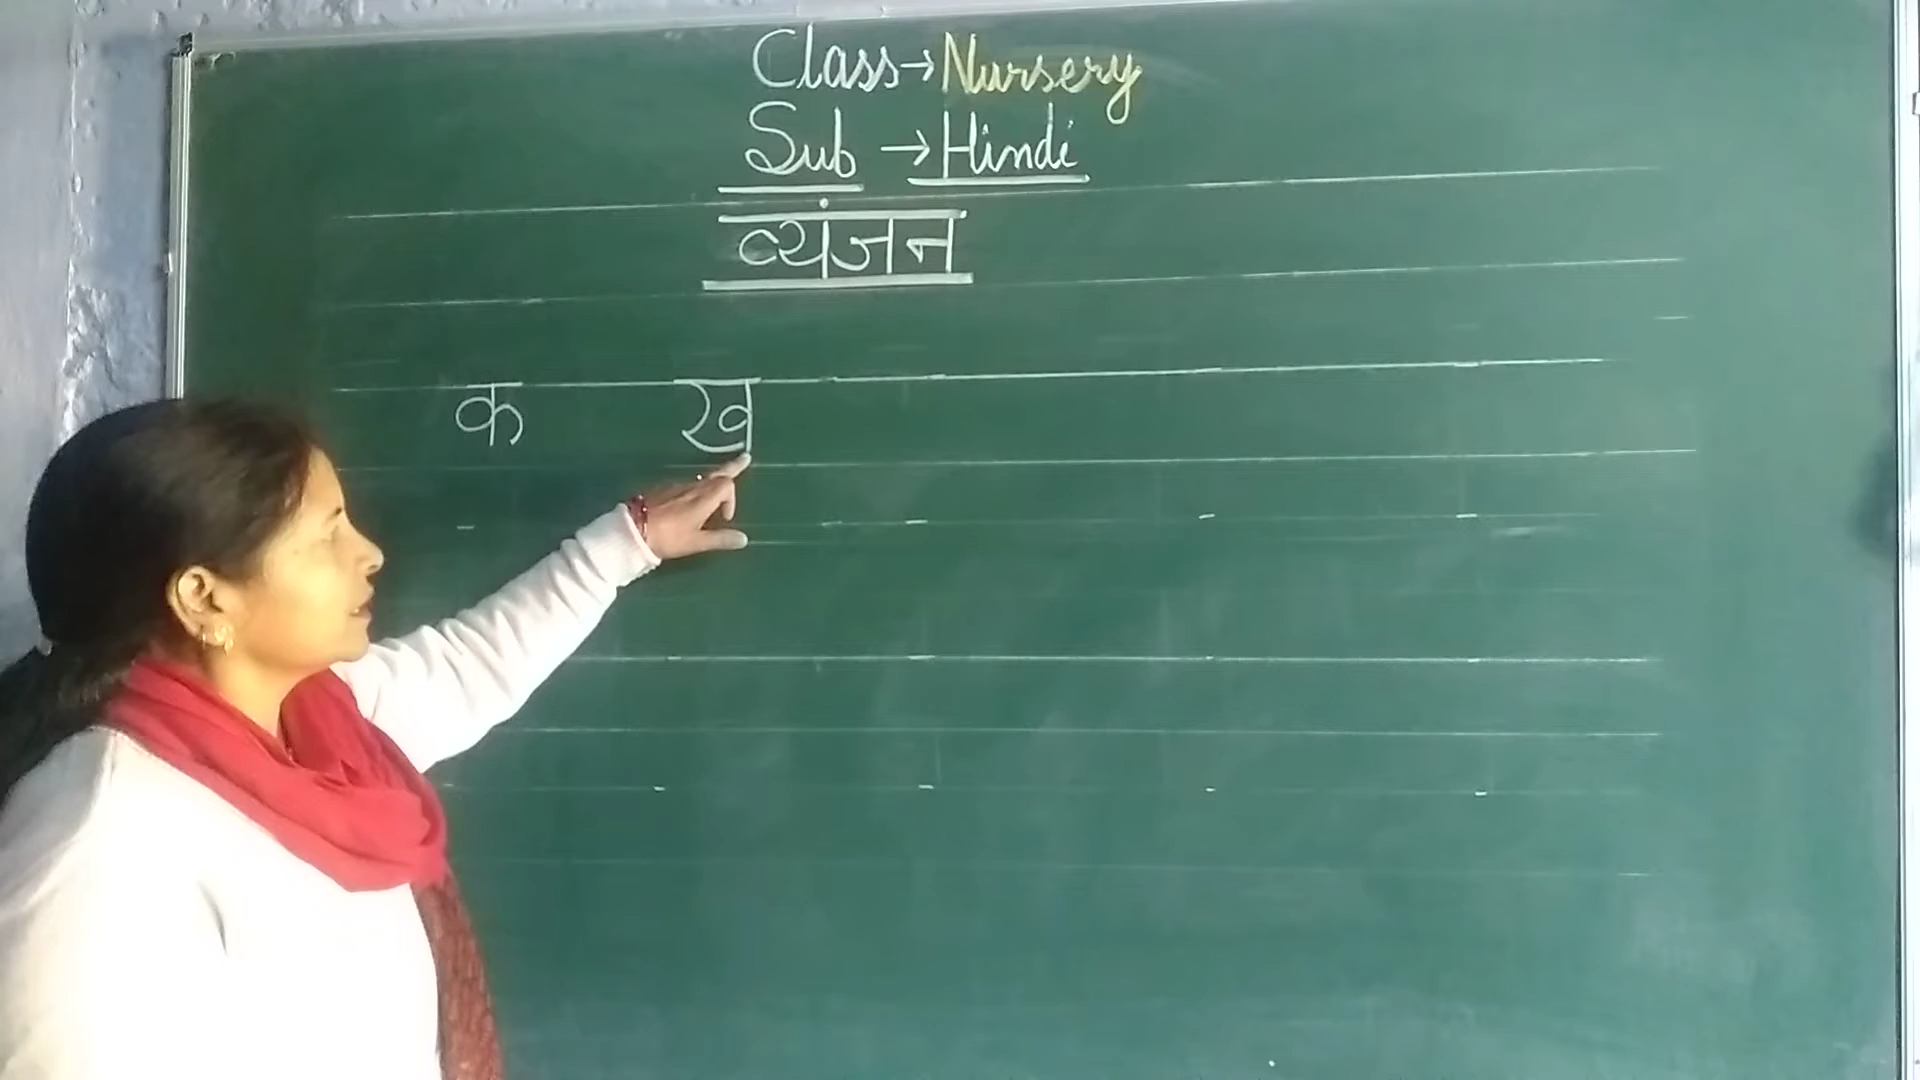 Class→Nursery
Sub → Hindi
व्यंजन
क ख